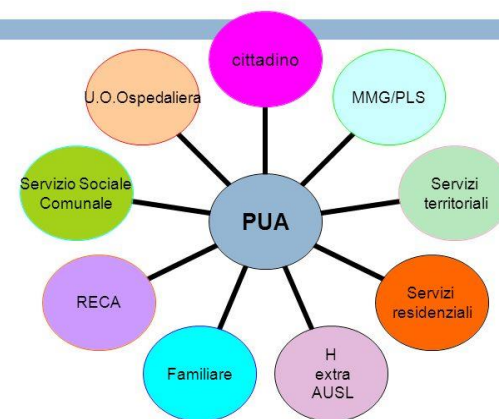 cittadino
U.O.Ospedaliera
MMG/PLS
Servizio Sociale
Comunale
Servizi
territoriali
PUA
RECA
Servizi
residenziali
Familiare
H
extra
AUSL